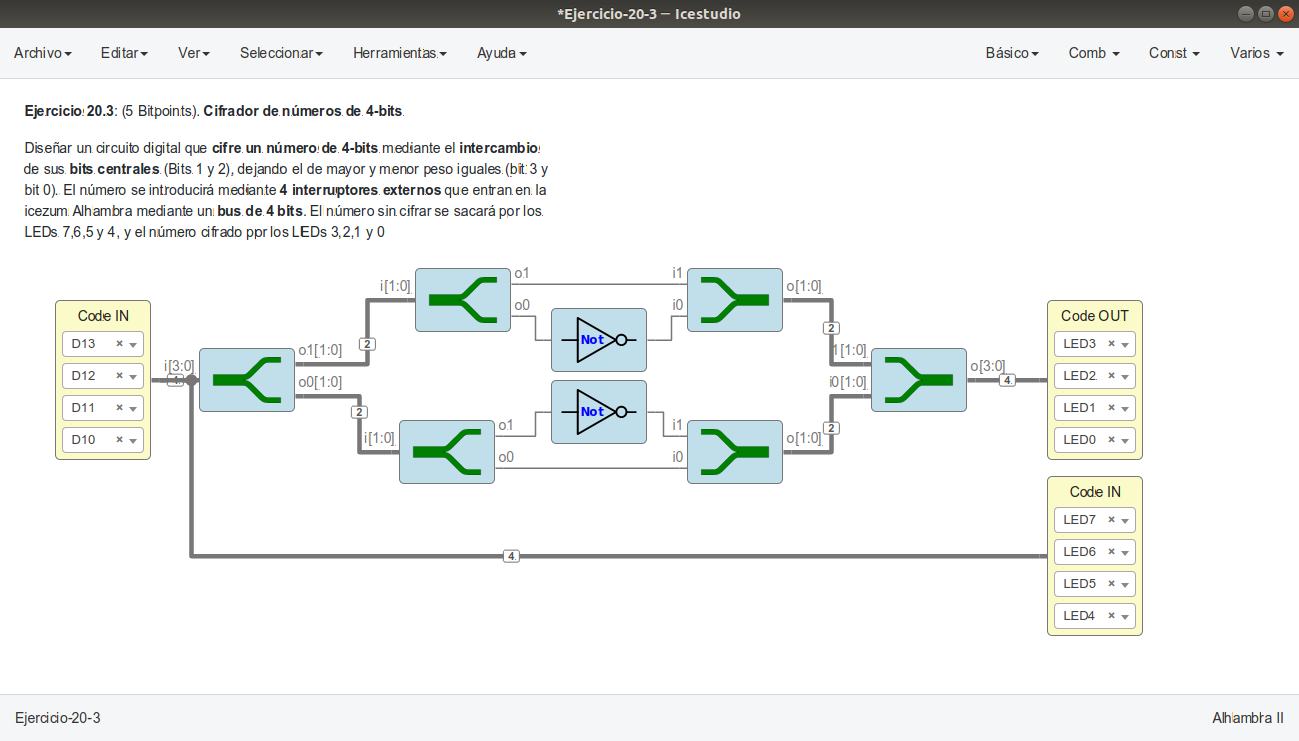 *Ejercicio-20-3 — Icestudio
Archivo Editar Ver Seleccionar Herramientas Ayuda Básico Comb Const Varios
Ejercicio 20.3: (5 Bitpoints). Cifrador de números de 4-bits
Diseñar un circuito digital que cifre un número de 4-bits mediante el intercambio
de sus bits centrales (Bits 1 y 2), dejando el de mayor y menor peso iguales (bit 3 y
bit 0). El número se introducirá mediante 4 interruptores externos que entran en la
icezum Alhambra mediante un bus de 4 bits. El número sin cifrar se sacará por los
LEDs 7,6,5 y 4, y el número cifrado ppr los LEDs 3,2,1 y 0
Code IN
D13
D12
D11
D10
i[3:0]
4
o1[1:0]
o0[1:0]
2
2
i[1:0]
o1
o0
i[1:0]
o1
o0
Not
Not
i1
i0
o[1:0]
i1
i0
o[1:0]
2
2
1[1:0]
i0[1:0]
o[3:0]
4
Code OUT
LED3
LED2
LED1
LED0
Code IN
LED7
LED6
LED5
LED4
4
Ejercicio-20-3 Alhambra II